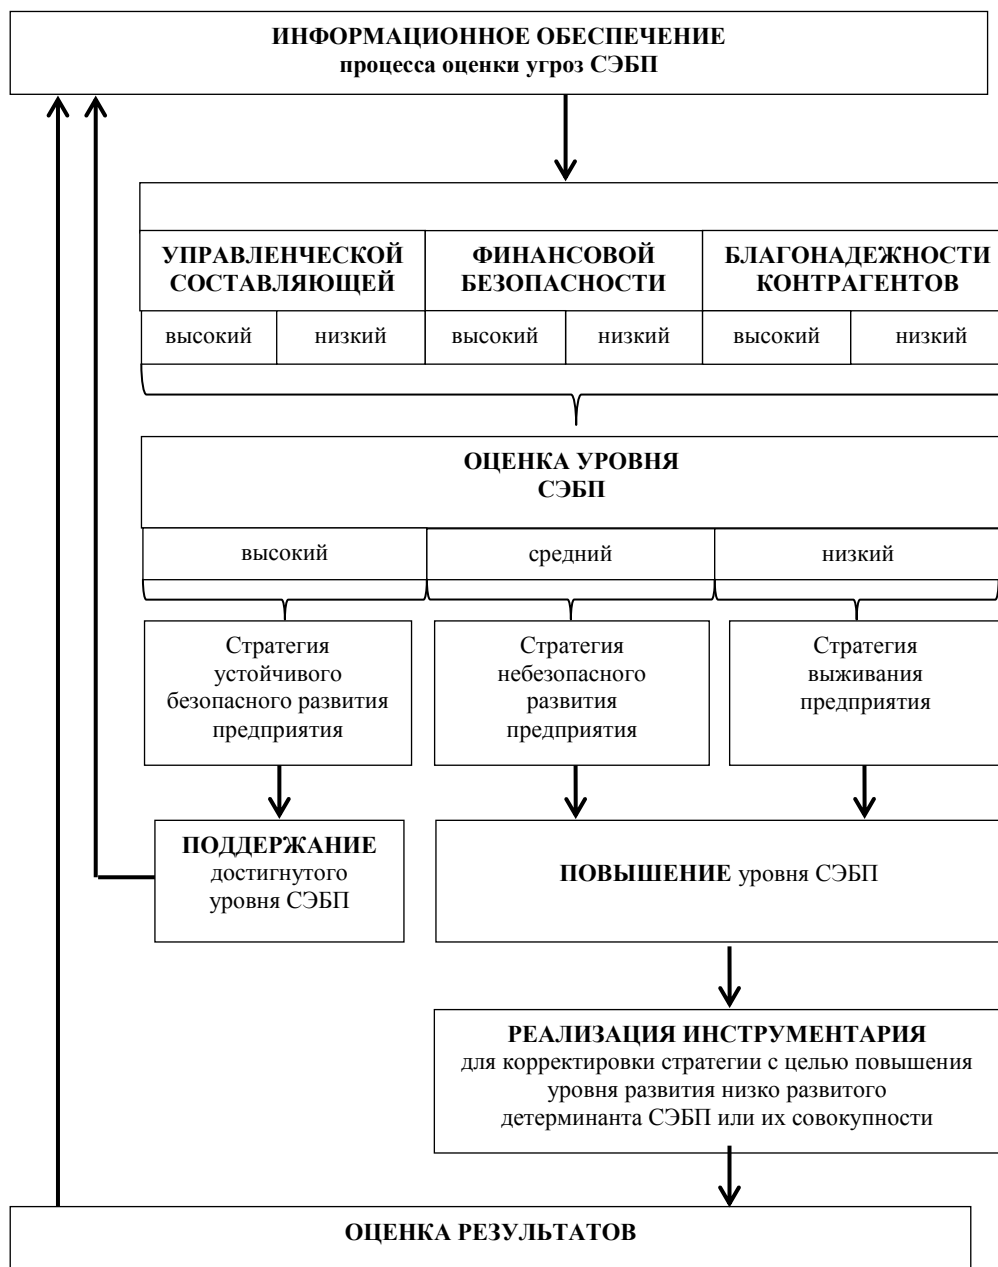 ИНФОРМАЦИОННОЕ ОБЕСПЕЧЕНИЕ
процесса оценки угроз СЭБП
УПРАВЛЕНЧЕСКОЙ
СОСТАВЛЯЮЩЕЙ
ФИНАНСОВОЙ
БЕЗОПАСНОСТИ
БЛАГОНАДЕЖНОСТИ
КОНТРАГЕНТОВ
высокий
низкий
высокий
низкий
высокий
низкий
ОЦЕНКА УРОВНЯ
СЭБП
высокий
средний
низкий
Стратегия
устойчивого
безопасного развития
предприятия
Стратегия
небезопасного
развития
предприятия
Стратегия
выживания
предприятия
ПОДДЕРЖАНИЕ
достигнутого
уровня СЭБП
ПОВЫШЕНИЕ уровня СЭБП
РЕАЛИЗАЦИЯ ИНСТРУМЕНТАРИЯ
для корректировки стратегии с целью повышения
уровня развития низко развитого
детерминанта СЭБП или их совокупности
ОЦЕНКА РЕЗУЛЬТАТОВ